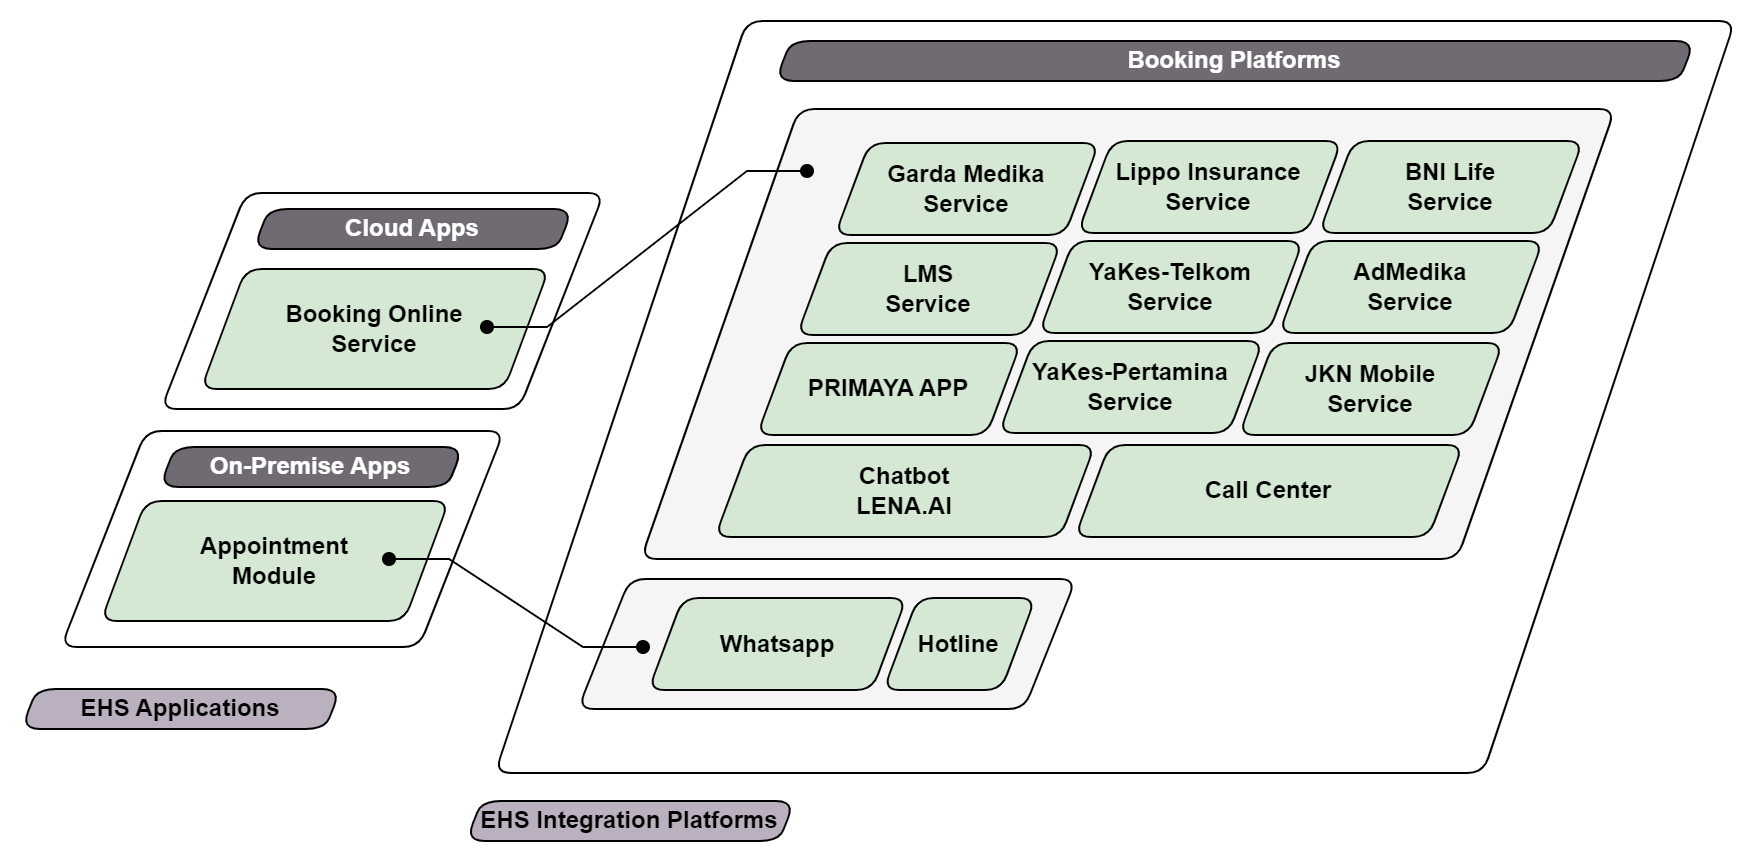 Booking Platforms
Garda Medika
Service
Lippo Insurance
Service
BNI Life
Service
LMS
Service
YaKes-Telkom
Service
AdMedika
Service
PRIMAYA APP
YaKes-Pertamina
Service
JKN Mobile
Service
Chatbot
LENA.AI
Call Center
Whatsapp
Hotline
Cloud Apps
Booking Online
Service
On-Premise Apps
Appointment
Module
EHS Applications
EHS Integration Platforms